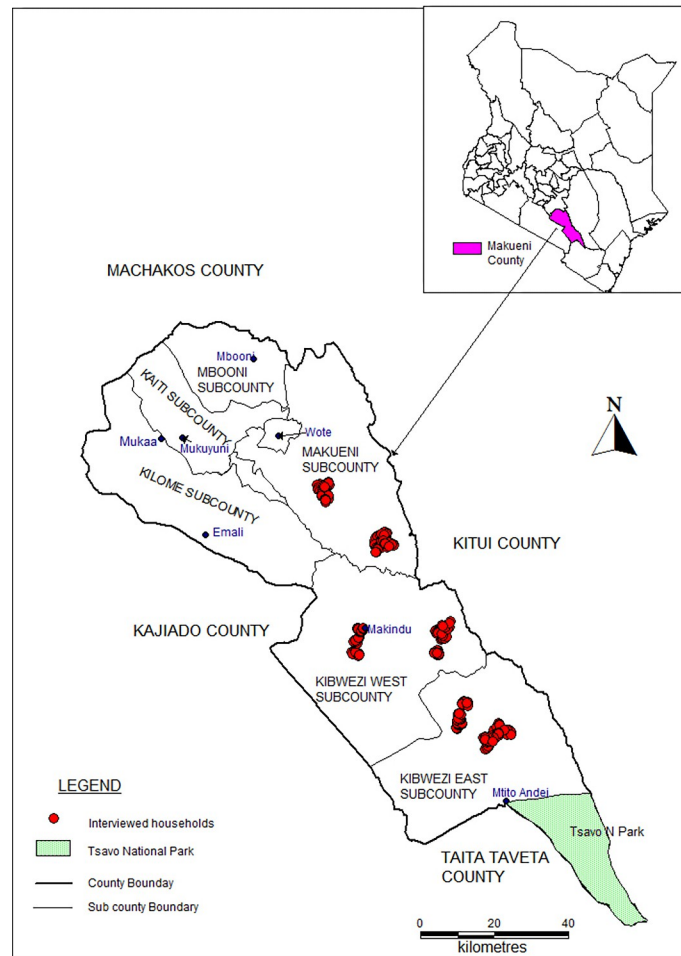 Makueni
County
MACHAKOS COUNTY
Mbooni
MBOONI
SUBCOUNTY
KAITI SUBCOUNTY
Wote
Mukaa
Mukuyuni
MAKUENI
SUBCOUNTY
N
KILOME SUBCOUNTY
Emali
KITUI COUNTY
KAJIADO COUNTY
Makindu
KIBWEZI WEST
SUBCOUNTY
KIBWEZI EAST
SUBCOUNTY
Mtito Andei
Tsavo N Park
TAITA TAVETA
COUNTY
LEGEND
Interviewed households
Tsavo National Park
County Bounday
Sub county Boundary
0 20 40
kilometres